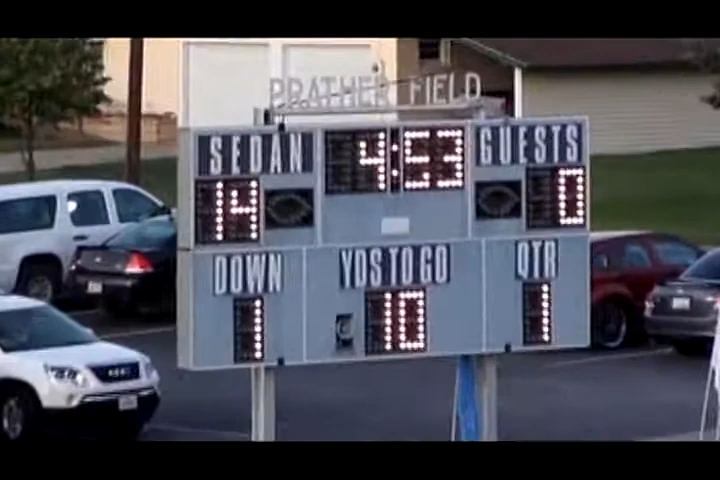 PRATHER FIELD
SEDAN 4:53 GUESTS
14 0
DOWN YDS TO GO QTR
1 10 1